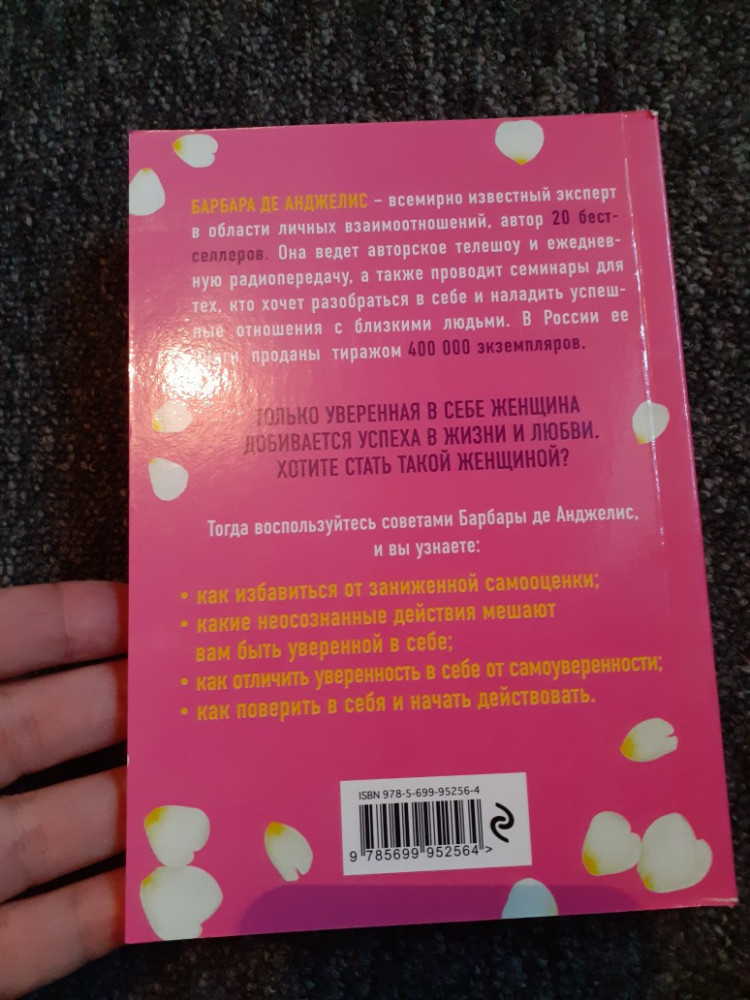 БАРБАРА ДЕ АНДЖЕЛИС – всемирно известный эксперт
в области личных взаимоотношений, автор 20 бест-
селлеров. Она ведет авторское телешоу и ежеднев-
ную радиопередачу, а также проводит семинары для
тех, кто хочет разобраться в себе и наладить успеш-
ные отношения с близкими людьми. В России ее
книги проданы тиражом 400 000 экземпляров.
ТОЛЬКО УВЕРЕННАЯ В СЕБЕ ЖЕНЩИНА
ДОБИВАЕТСЯ УСПЕХА В ЖИЗНИ И ЛЮБВИ.
ХОТИТЕ СТАТЬ ТАКОЙ ЖЕНЩИНОЙ?
Тогда воспользуйтесь советами Барбары де Анджелис,
и вы узнаете:
• как избавиться от заниженной самооценки;
• какие неосознанные действия мешают
вам быть уверенной в себе;
• как отличить уверенность в себе от самоуверенности;
• как поверить в себя и начать действовать.
ISBN 978-5-699-95256-4
9 785699 952564 >